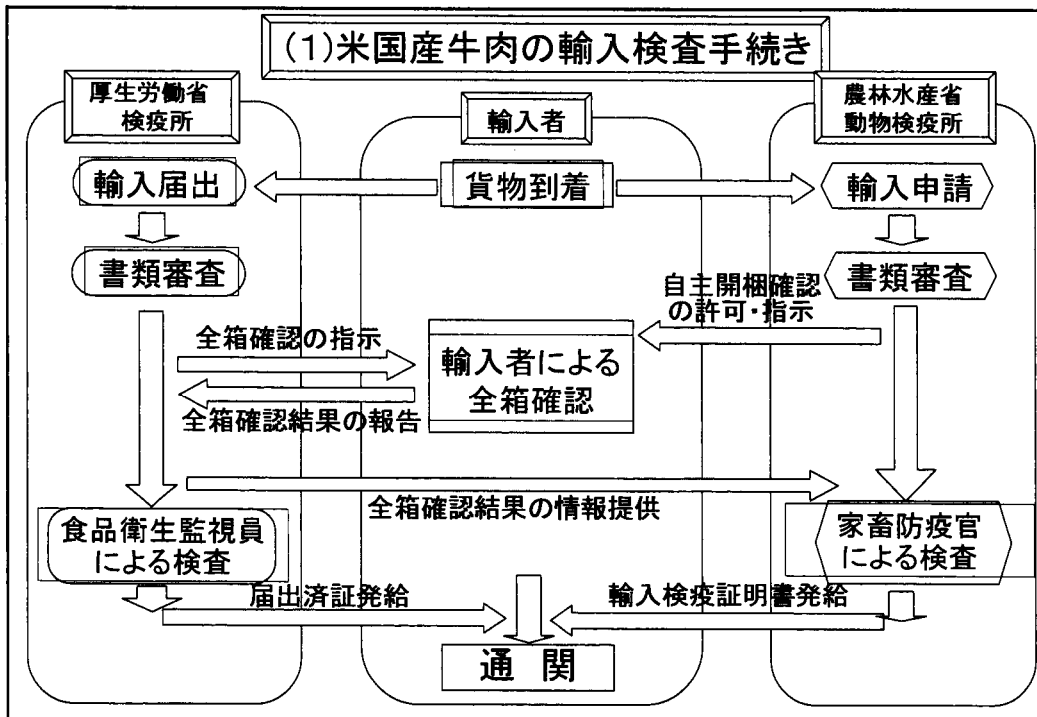 (1)米国産牛肉の輸入検査手続き
厚生労働省
検疫所
輸入者
農林水産省
動物検疫所
輸入届出
貨物到着
輸入申請
書類審査
書類審査
自主開梱確認
の許可・指示
全箱確認の指示
輸入者による
全箱確認
全箱確認結果の報告
全箱確認結果の情報提供
食品衛生監視員
による検査
家畜防疫官
による検査
届出済証発給
輸入検疫証明書発給
通 関